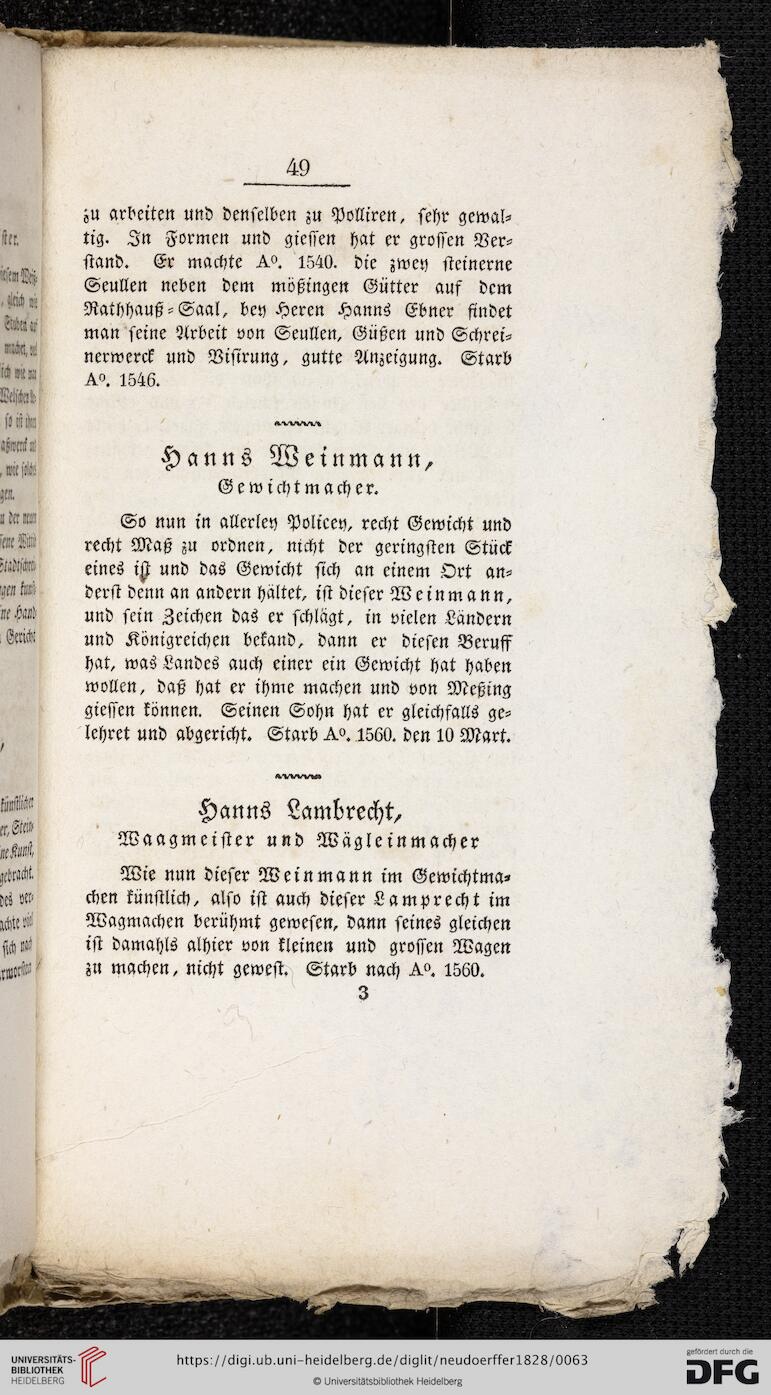 49
zu arbeiten und denselben zu Polliren, sehr gewal-
tig. In Formen und giessen hat er grossen Ver-
stand. Er machte Aº. 1540. die zwey steinerne
Seullen neben dem mößingen Gütter auf dem
Rathhauß-Saal, bey Heren Hanns Ebner findet
man seine Arbeit von Seullen, Güßen und Schrei-
nerwerck und Visirung, gutte Anzeigung. Starb
Aº. 1546.
Hanns Weinmann,
Gewichtmacher.
So nun in allerley Policey, recht Gewicht und
recht Maß zu ordnen, nicht der geringsten Stück
eines ist und das Gewicht sich an einem Ort an-
derst denn an andern hältet, ist dieser Weinmann,
und sein Zeichen das er schlägt, in vielen Ländern
und Königreichen bekand, dann er diesen Beruff
hat, was Landes auch einer ein Gewicht hat haben
wollen, daß hat er ihme machen und von Meßing
giessen können. Seinen Sohn hat er gleichfalls ge-
lehret und abgericht. Starb Aº. 1560. den 10 Mart.
Hanns Lambrecht,
Waagmeister und Wägleinmacher
Wie nun dieser Weinmann im Gewichtma-
chen künstlich, also ist auch dieser Lamprecht im
Wagmachen berühmt gewesen, dann seines gleichen
ist damahls alhier von kleinen und grossen Wagen
zu machen, nicht gewest. Starb nach Aº. 1560.
3
UNIVERSITÄTS-
BIBLIOTHEK
HEIDELBERG
https://digi.ub.uni-heidelberg.de/diglit/neudoerffer1828/0063
© Universitätsbibliothek Heidelberg
gefördert durch die
DFG